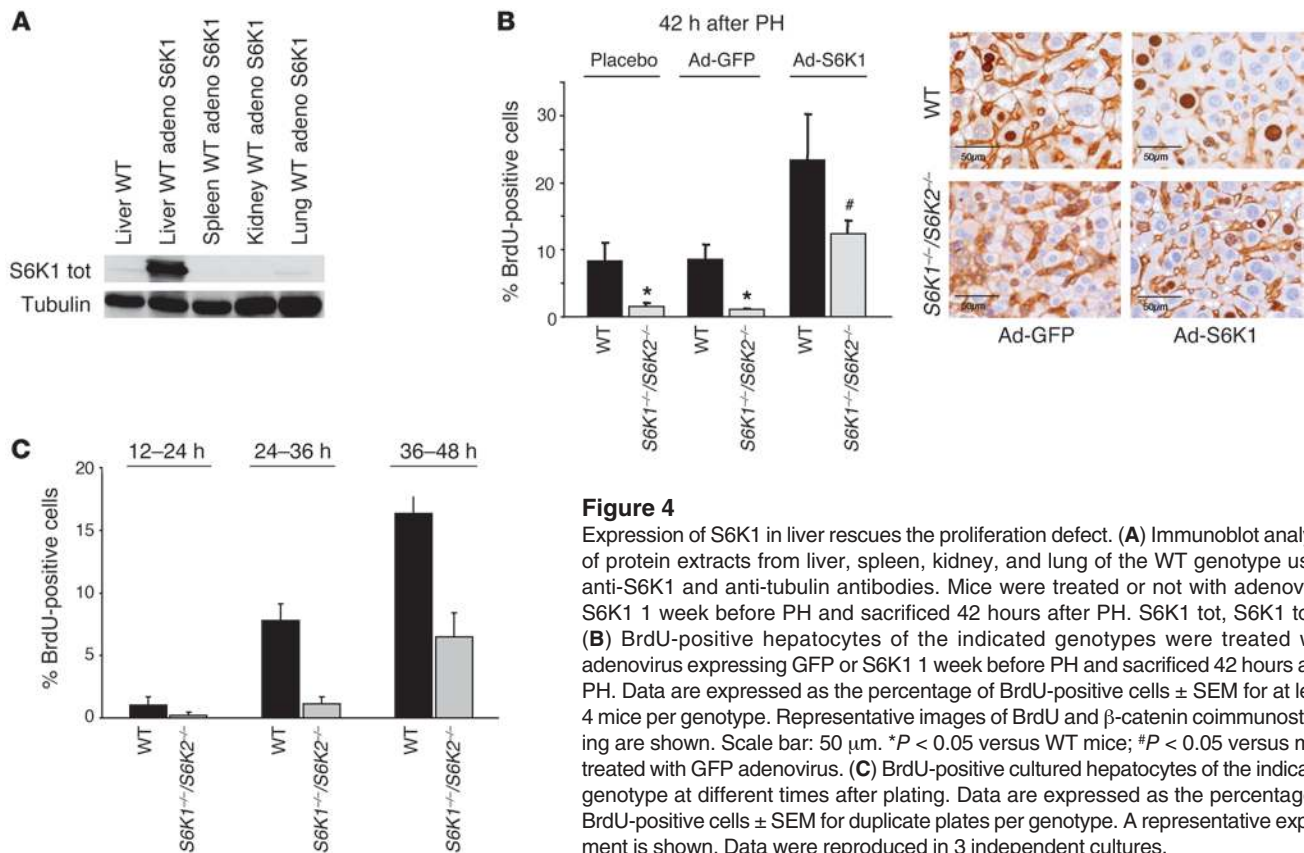 A
Liver WT
Liver WT adeno S6K1
Spleen WT adeno S6K1
Kidney WT adeno S6K1
Lung WT adeno S6K1
S6K1 tot
Tubulin
B
42 h after PH
Placebo
Ad-GFP
Ad-S6K1
% BrdU-positive cells
30
20
10
0
*
*
#
WT
S6K1⁻/⁻/S6K2⁻/⁻
WT
S6K1⁻/⁻/S6K2⁻/⁻
WT
S6K1⁻/⁻/S6K2⁻/⁻
WT
S6K1⁻/⁻/S6K2⁻/⁻
50μm
50μm
50μm
50μm
Ad-GFP
Ad-S6K1
C
12–24 h
24–36 h
36–48 h
% BrdU-positive cells
20
15
10
5
0
WT
S6K1⁻/⁻/S6K2⁻/⁻
WT
S6K1⁻/⁻/S6K2⁻/⁻
WT
S6K1⁻/⁻/S6K2⁻/⁻
Figure 4
Expression of S6K1 in liver rescues the proliferation defect. (A) Immunoblot analy
of protein extracts from liver, spleen, kidney, and lung of the WT genotype us
anti-S6K1 and anti-tubulin antibodies. Mice were treated or not with adenov
S6K1 1 week before PH and sacrificed 42 hours after PH. S6K1 tot, S6K1 to
(B) BrdU-positive hepatocytes of the indicated genotypes were treated w
adenovirus expressing GFP or S6K1 1 week before PH and sacrificed 42 hours a
PH. Data are expressed as the percentage of BrdU-positive cells ± SEM for at le
4 mice per genotype. Representative images of BrdU and β-catenin coimmunost
ing are shown. Scale bar: 50 μm. *P < 0.05 versus WT mice; #P < 0.05 versus m
treated with GFP adenovirus. (C) BrdU-positive cultured hepatocytes of the indica
genotype at different times after plating. Data are expressed as the percentage
BrdU-positive cells ± SEM for duplicate plates per genotype. A representative exp
ment is shown. Data were reproduced in 3 independent cultures.